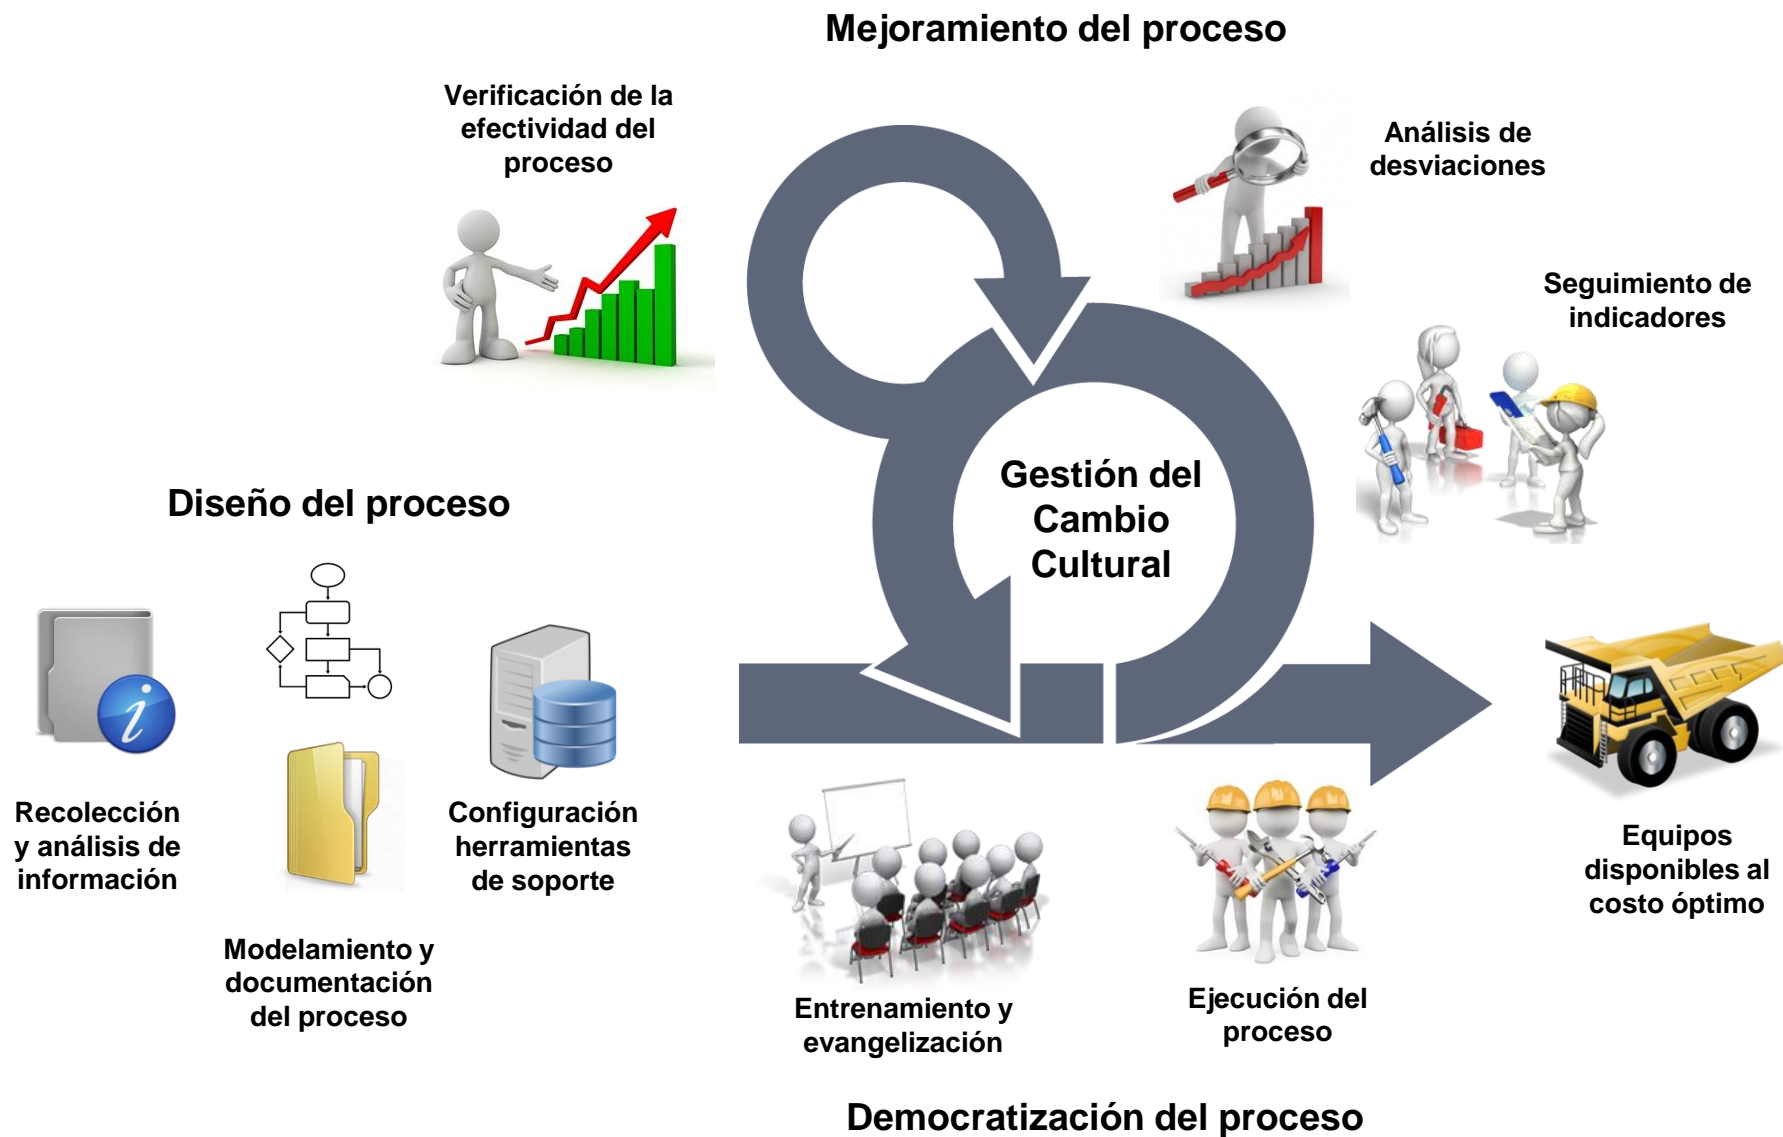 Mejoramiento del proceso
Verificación de la
efectividad del
proceso
Análisis de
desviaciones
Seguimiento de
indicadores
Gestión del
Cambio
Cultural
Diseño del proceso
Recolección
y análisis de
información
Modelamiento y
documentación
del proceso
Configuración
herramientas
de soporte
Entrenamiento y
evangelización
Ejecución del
proceso
Equipos
disponibles al
costo óptimo
Democratización del proceso